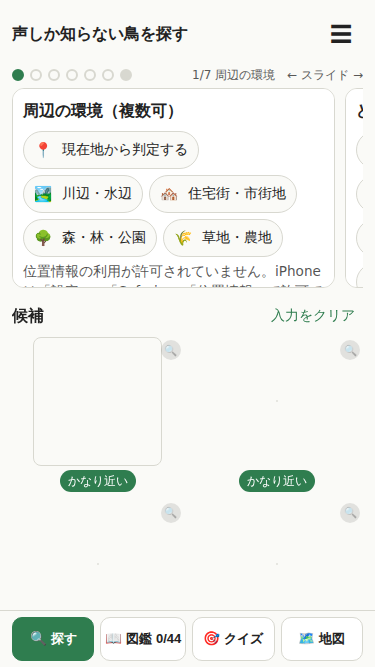 声しか知らない鳥を探す
1/7 周辺の環境 ← スライド →
周辺の環境（複数可）
現在地から判定する
川辺・水辺 住宅街・市街地
森・林・公園 草地・農地
位置情報の利用が許可されていません。iPhone
候補 入力をクリア
かなり近い かなり近い
探す 図鑑 0/44 クイズ 地図